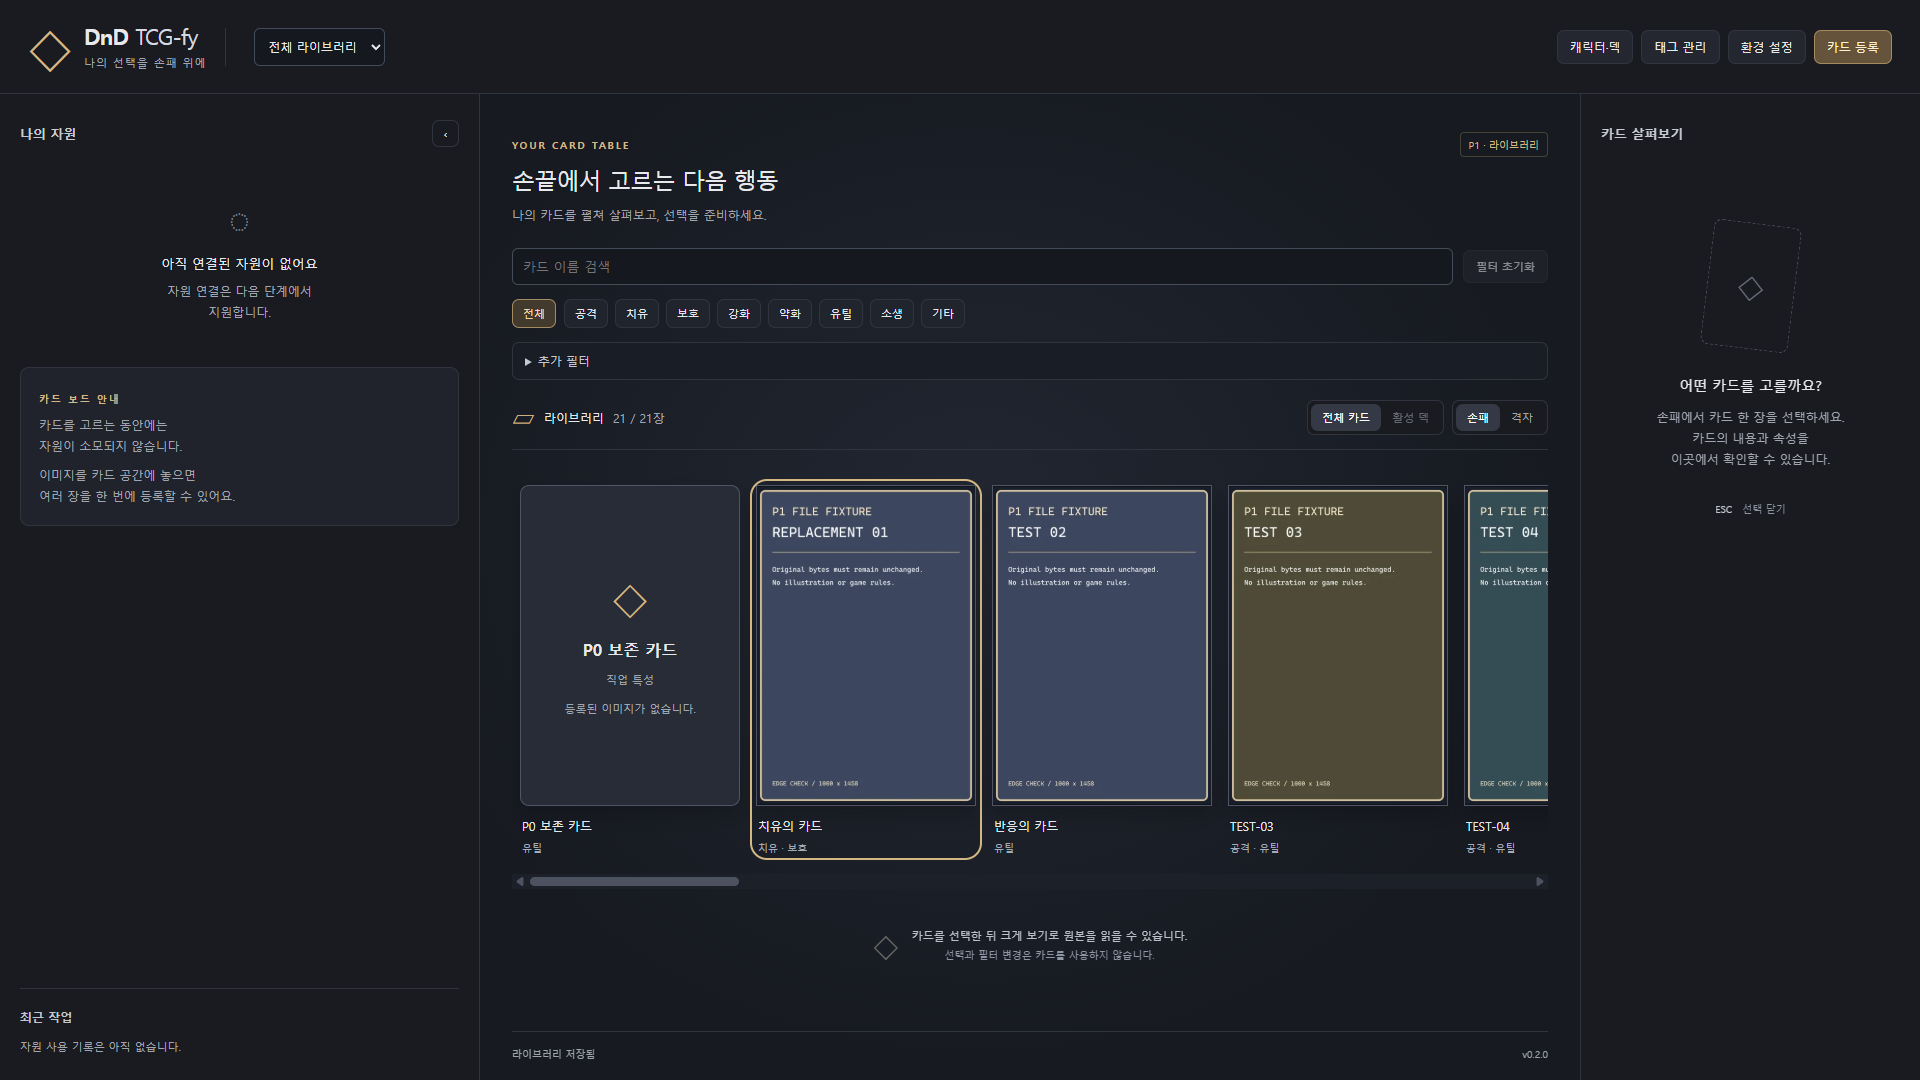 DnD TCG-fy
나의 선택을 손패 위에
전체 라이브러리
캐릭터·덱
태그 관리
환경 설정
카드 등록
나의 자원
아직 연결된 자원이 없어요
자원 연결은 다음 단계에서
지원합니다.
카드 보드 안내
카드를 고르는 동안에는
자원이 소모되지 않습니다.
이미지를 카드 공간에 놓으면
여러 장을 한 번에 등록할 수 있어요.
최근 작업
자원 사용 기록은 아직 없습니다.
YOUR CARD TABLE
P1 · 라이브러리
손끝에서 고르는 다음 행동
나의 카드를 펼쳐 살펴보고, 선택을 준비하세요.
카드 이름 검색
필터 초기화
전체
공격
치유
보호
강화
약화
유틸
소생
기타
추가 필터
라이브러리 21 / 21장
전체 카드
활성 덱
손패
격자
P0 보존 카드
직업 특성
등록된 이미지가 없습니다.
P0 보존 카드
유틸
P1 FILE FIXTURE
REPLACEMENT 01
Original bytes must remain unchanged.
No illustration or game rules.
EDGE CHECK / 1000 x 1458
치유의 카드
치유 · 보호
P1 FILE FIXTURE
TEST 02
Original bytes must remain unchanged.
No illustration or game rules.
EDGE CHECK / 1000 x 1458
반응의 카드
유틸
P1 FILE FIXTURE
TEST 03
Original bytes must remain unchanged.
No illustration or game rules.
EDGE CHECK / 1000 x 1458
TEST-03
공격 · 유틸
P1 FILE FI
TEST 04
Original bytes
No illustration
EDGE CHECK / 1000 x
TEST-04
공격 · 유틸
카드를 선택한 뒤 크게 보기로 원본을 읽을 수 있습니다.
선택과 필터 변경은 카드를 사용하지 않습니다.
라이브러리 저장됨
v0.2.0
카드 살펴보기
어떤 카드를 고를까요?
손패에서 카드 한 장을 선택하세요.
카드의 내용과 속성을
이곳에서 확인할 수 있습니다.
ESC 선택 닫기